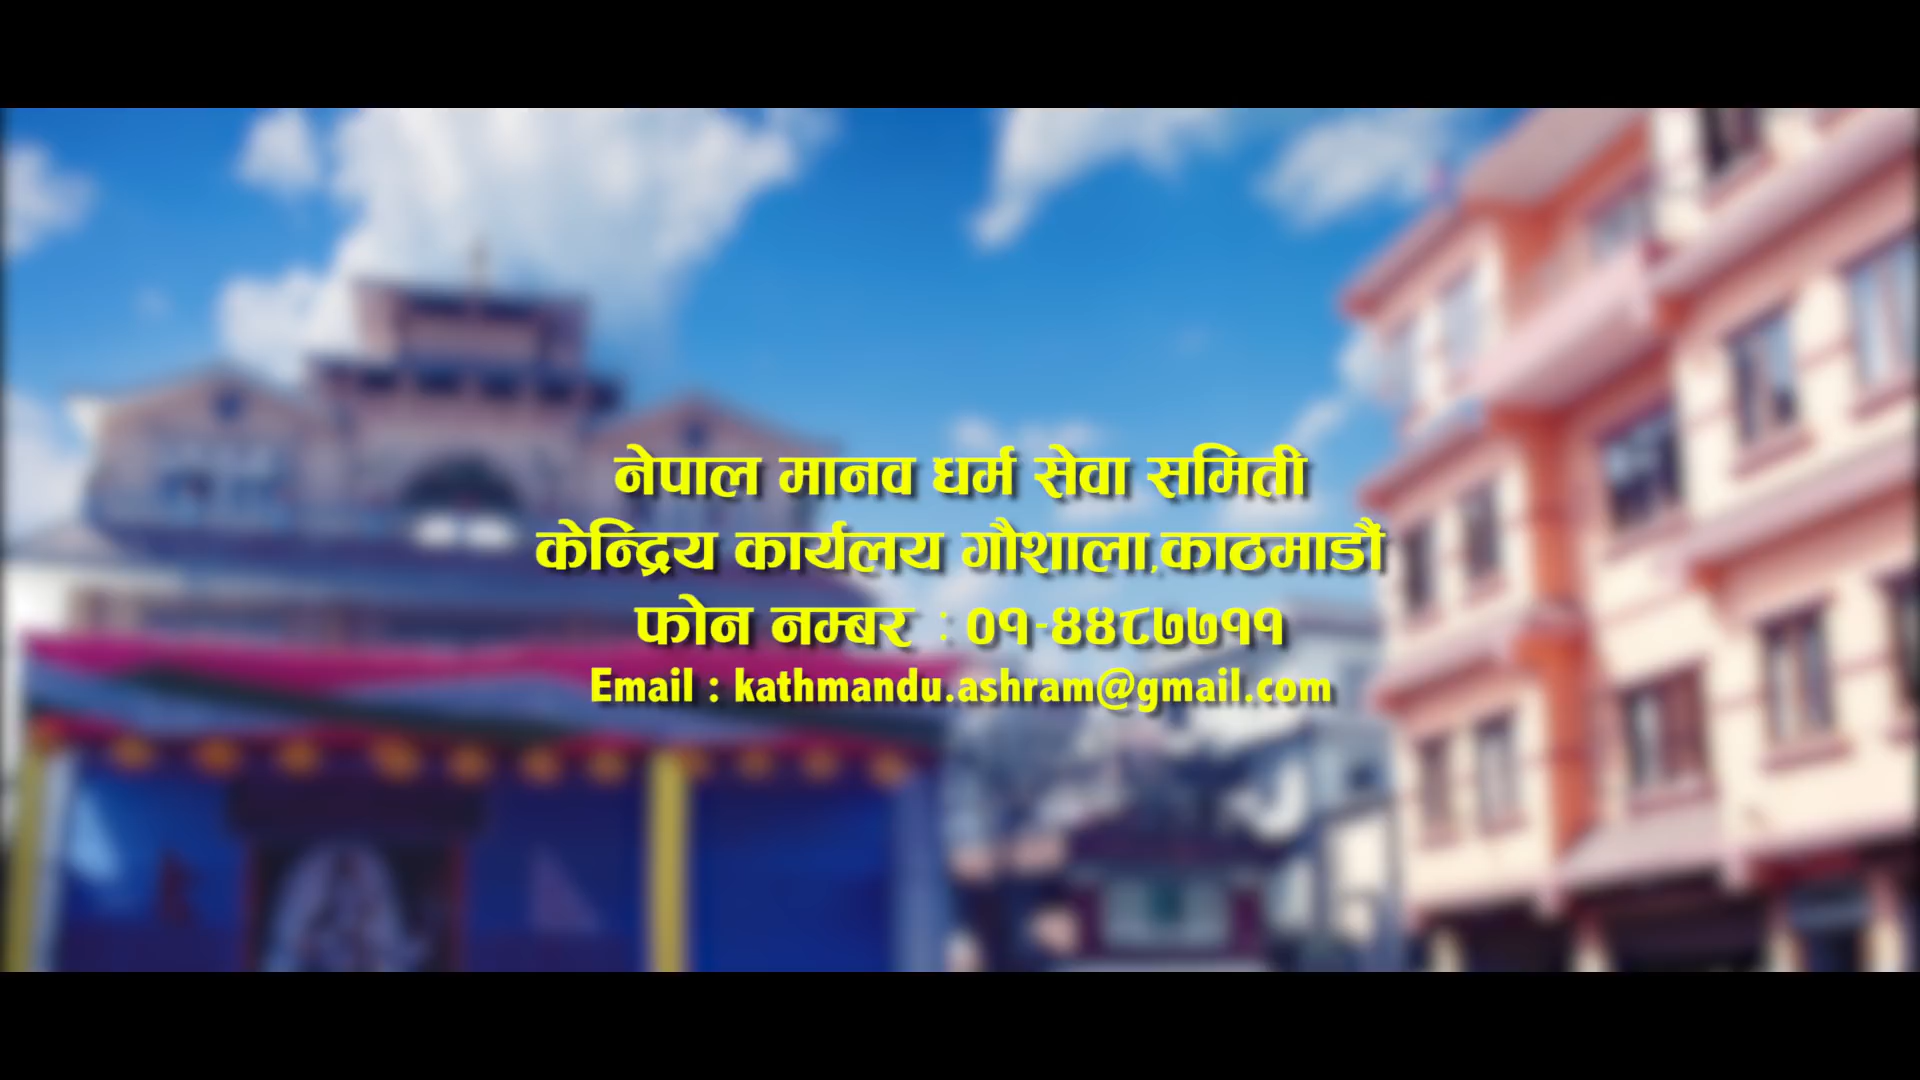 नेपाल मानव धर्म सेवा समिती
केन्द्रिय कार्यलय गौशाला,काठमाडौं
फोन नम्बर : ०१-४४८७७११
Email : kathmandu.ashram@gmail.com